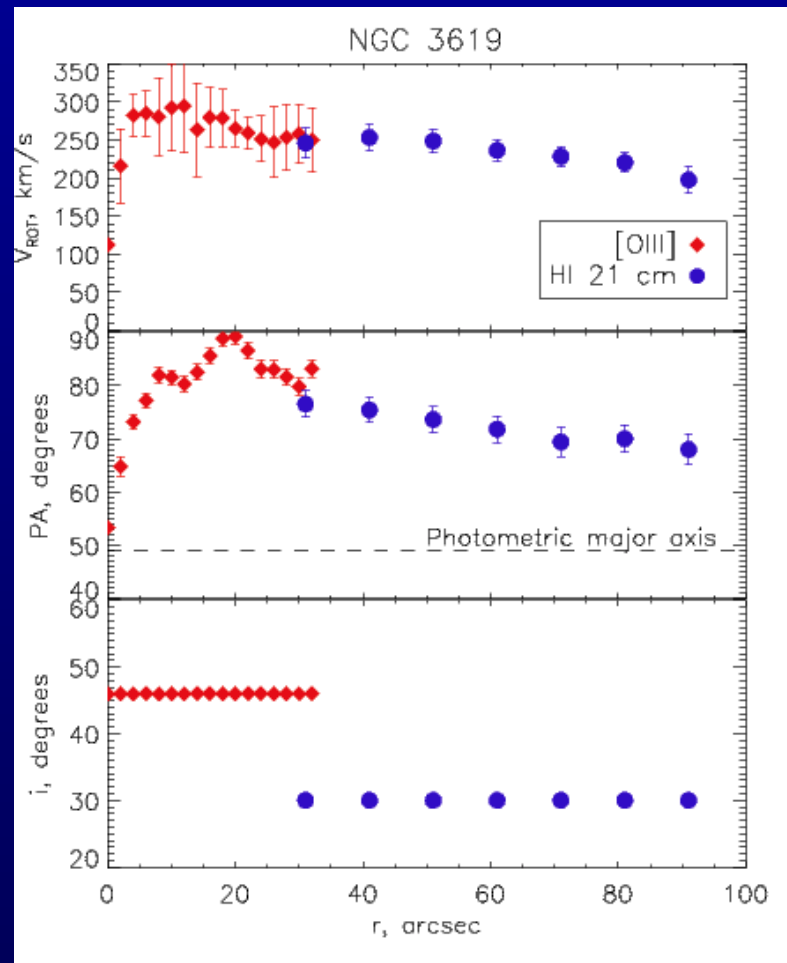 NGC 3619
350
300
250
200
150
100
50
0
V_ROT, km/s
[OIII]
HI 21 cm
90
80
70
60
50
40
PA, degrees
Photometric major axis
60
50
40
30
20
i, degrees
0 20 40 60 80 100
r, arcsec